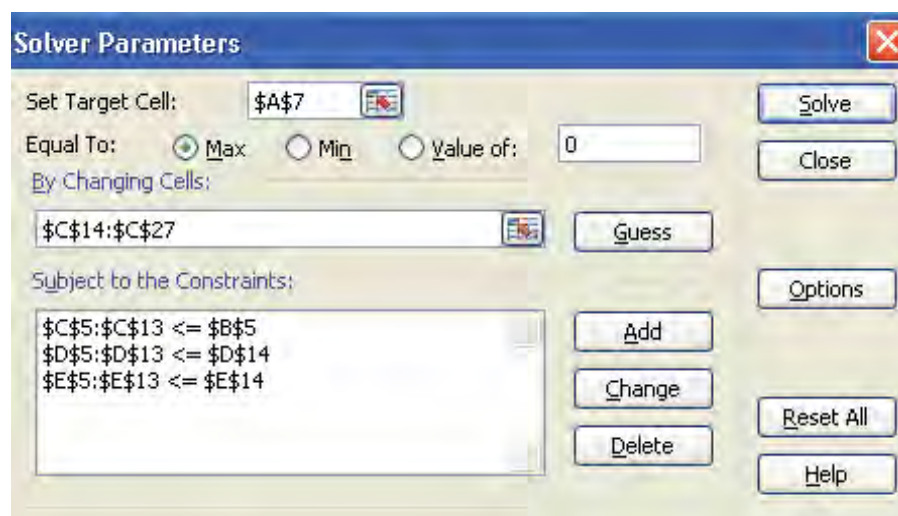 Solver Parameters
Set Target Cell: $A$7
Solve
Equal To: Max Min Value of: 0
Close
By Changing Cells:
$C$14:$C$27
Guess
Subject to the Constraints:
Options
$C$5:$C$13 <= $B$5
Add
$D$5:$D$13 <= $D$14
$E$5:$E$13 <= $E$14
Change
Reset All
Delete
Help